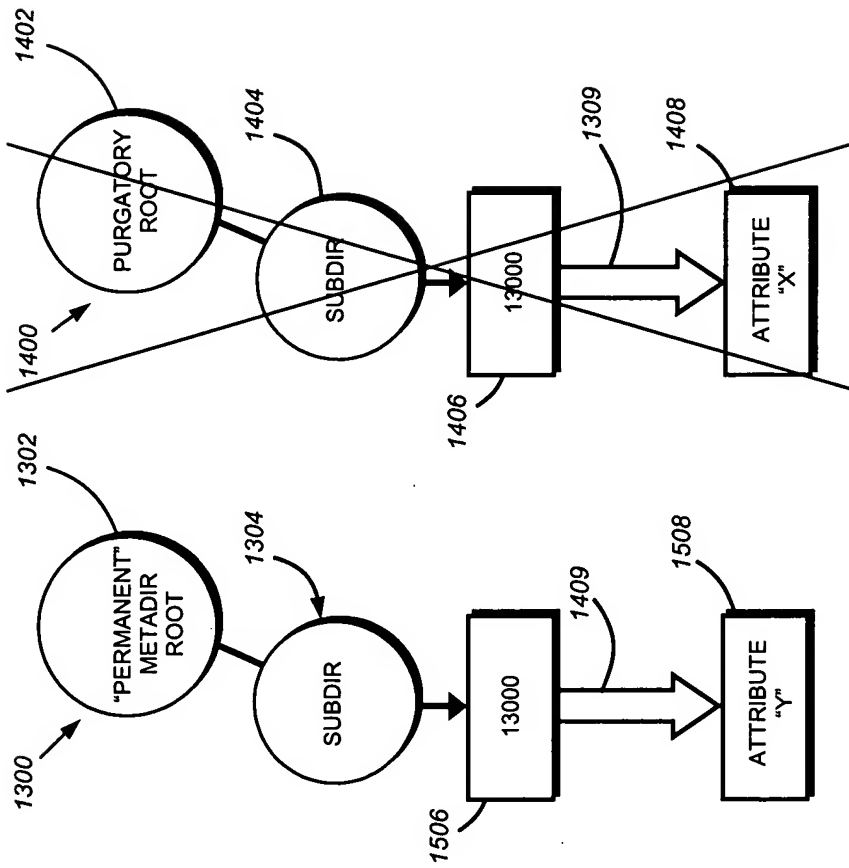 1300
"PERMANENT"
METADIR
ROOT
1302
SUBDIR
1304
13000
1506
1409
ATTRIBUTE
"Y"
1508
1400
PURGATORY
ROOT
1402
SUBDIR
1404
13000
1406
1309
ATTRIBUTE
"X"
1408